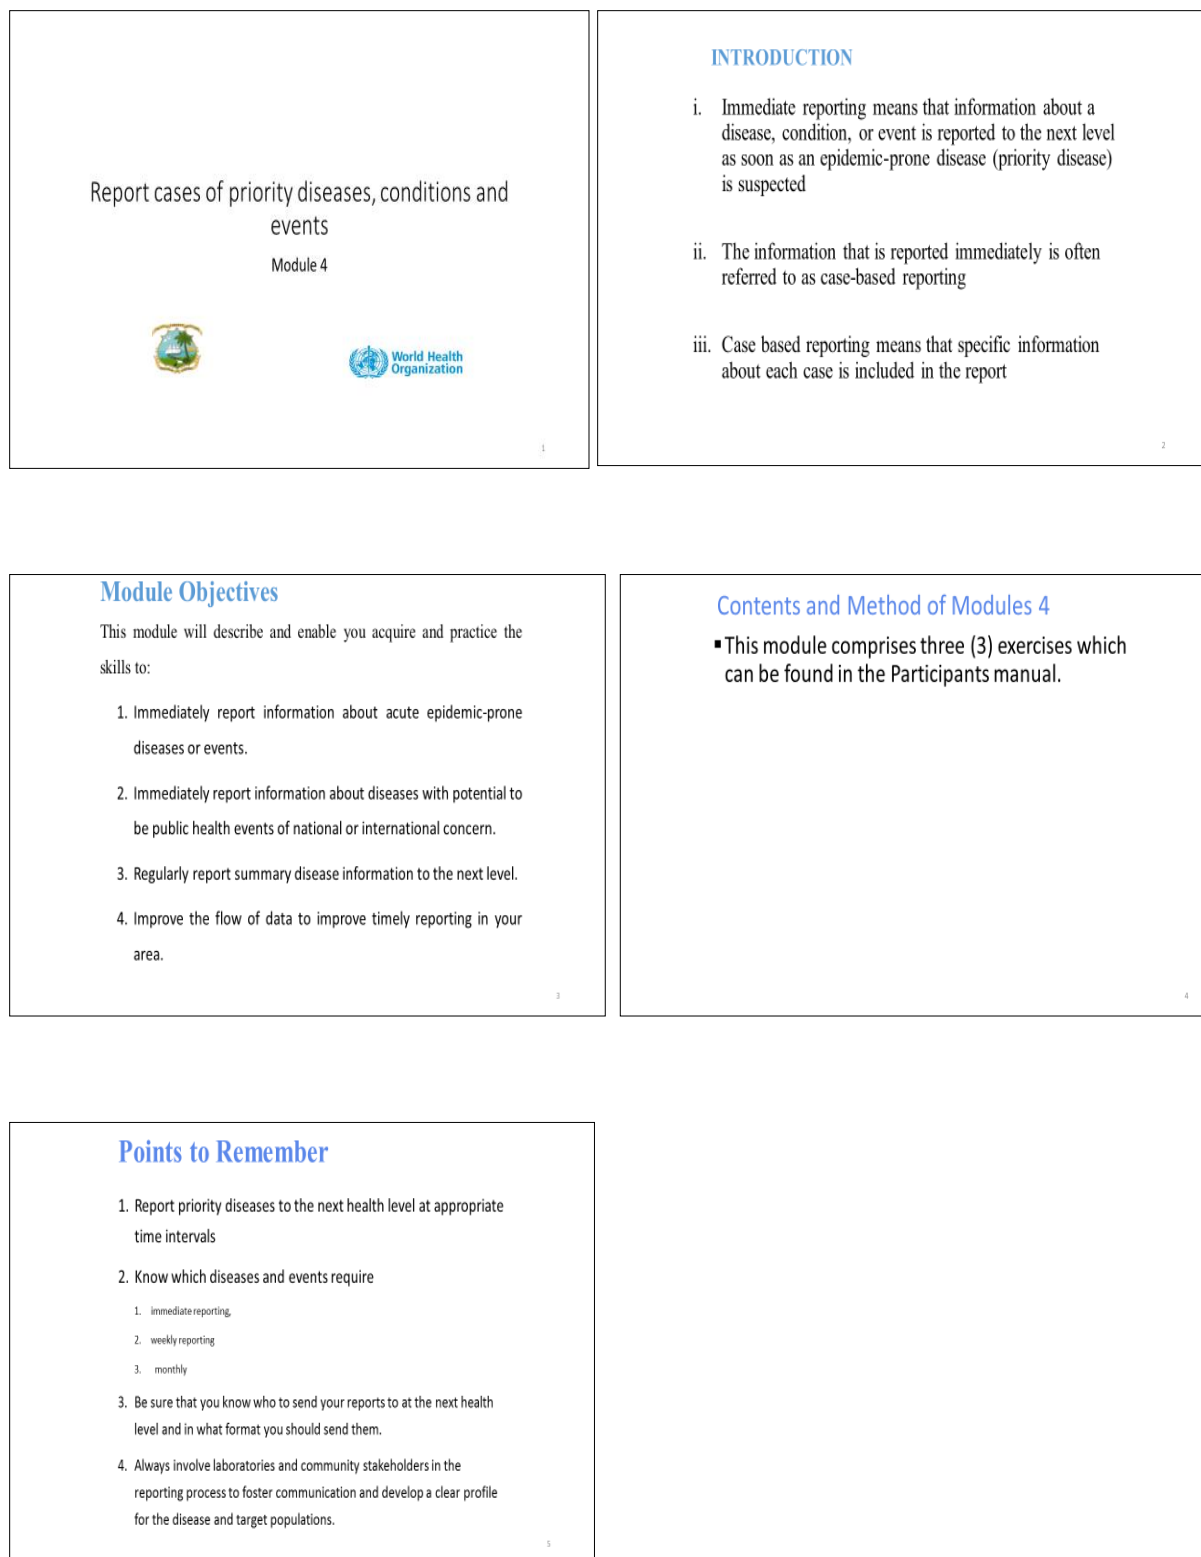 Report cases of priority diseases, conditions and
events
Module 4
World Health
Organization
1
INTRODUCTION
i. Immediate reporting means that information about a
disease, condition, or event is reported to the next level
as soon as an epidemic-prone disease (priority disease)
is suspected
ii. The information that is reported immediately is often
referred to as case-based reporting
iii. Case based reporting means that specific information
about each case is included in the report
2
Module Objectives
This module will describe and enable you acquire and practice the
skills to:
1. Immediately report information about acute epidemic-prone
diseases or events.
2. Immediately report information about diseases with potential to
be public health events of national or international concern.
3. Regularly report summary disease information to the next level.
4. Improve the flow of data to improve timely reporting in your
area.
3
Contents and Method of Modules 4
▪ This module comprises three (3) exercises which
can be found in the Participants manual.
4
Points to Remember
1. Report priority diseases to the next health level at appropriate
time intervals
2. Know which diseases and events require
1. immediate reporting,
2. weekly reporting
3. monthly
3. Be sure that you know who to send your reports to at the next health
level and in what format you should send them.
4. Always involve laboratories and community stakeholders in the
reporting process to foster communication and develop a clear profile
for the disease and target populations.
5